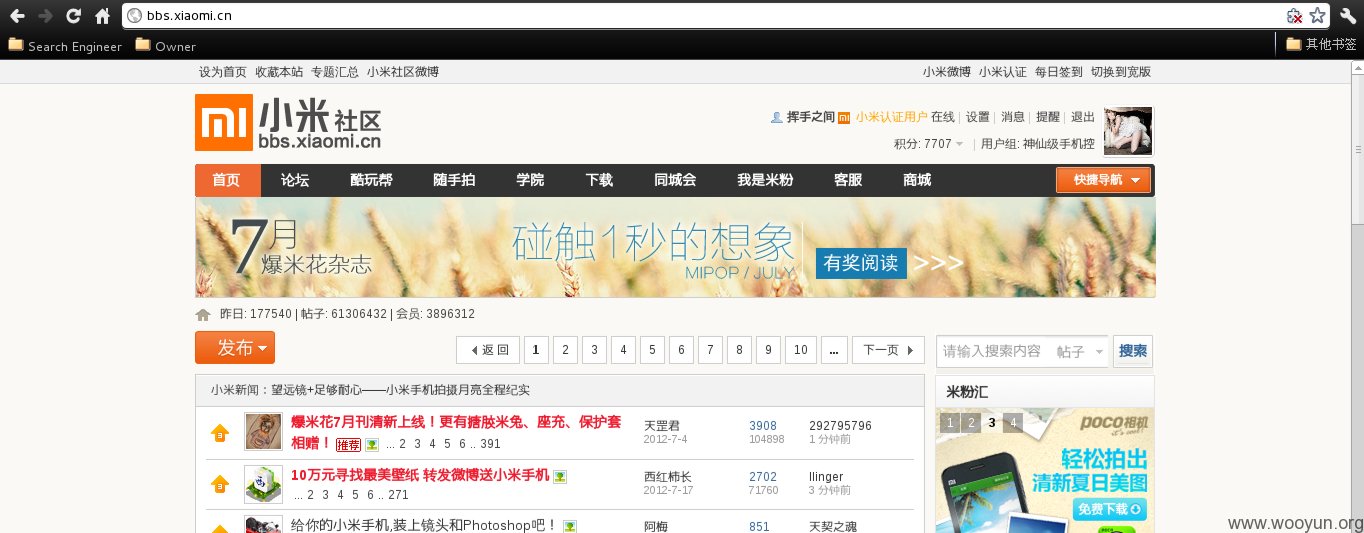 bbs.xiaomi.cn
Search Engineer Owner 其他书签
设为首页 收藏本站 专题汇总 小米社区微博 小米微博 小米认证 每日签到 切换到宽版
小米社区
bbs.xiaomi.cn
挥手之间 小米认证用户 在线 | 设置 | 消息 | 提醒 | 退出
积分: 7707 | 用户组: 神仙级手机控
首页 论坛 酷玩帮 随手拍 学院 下载 同城会 我是米粉 客服 商城 快捷导航
7月
爆米花杂志
碰触1秒的想象
MIPOP / JULY
有奖阅读 >>>
昨日: 177540 | 帖子: 61306432 | 会员: 3896312
发布 返回 1 2 3 4 5 6 7 8 9 10 ... 下一页 请输入搜索内容 帖子 搜索
小米新闻：望远镜+足够耐心——小米手机拍摄月亮全程纪实
爆米花7月刊清新上线！更有搪胶米兔、座充、保护套
相赠！ 推荐 ... 2 3 4 5 6 .. 391
天罡君
2012-7-4
3908
104898
292795796
1 分钟前
10万元寻找最美壁纸 转发微博送小米手机
... 2 3 4 5 6 .. 271
西红柿长
2012-7-17
2702
71760
llinger
3 分钟前
给你的小米手机,装上镜头和Photoshop吧！
阿梅 851 天契之魂
米粉汇
1 2 3 4
poco相机
it's cool!
轻松拍出
清新夏日美图
免费下载
www.wooyun.org